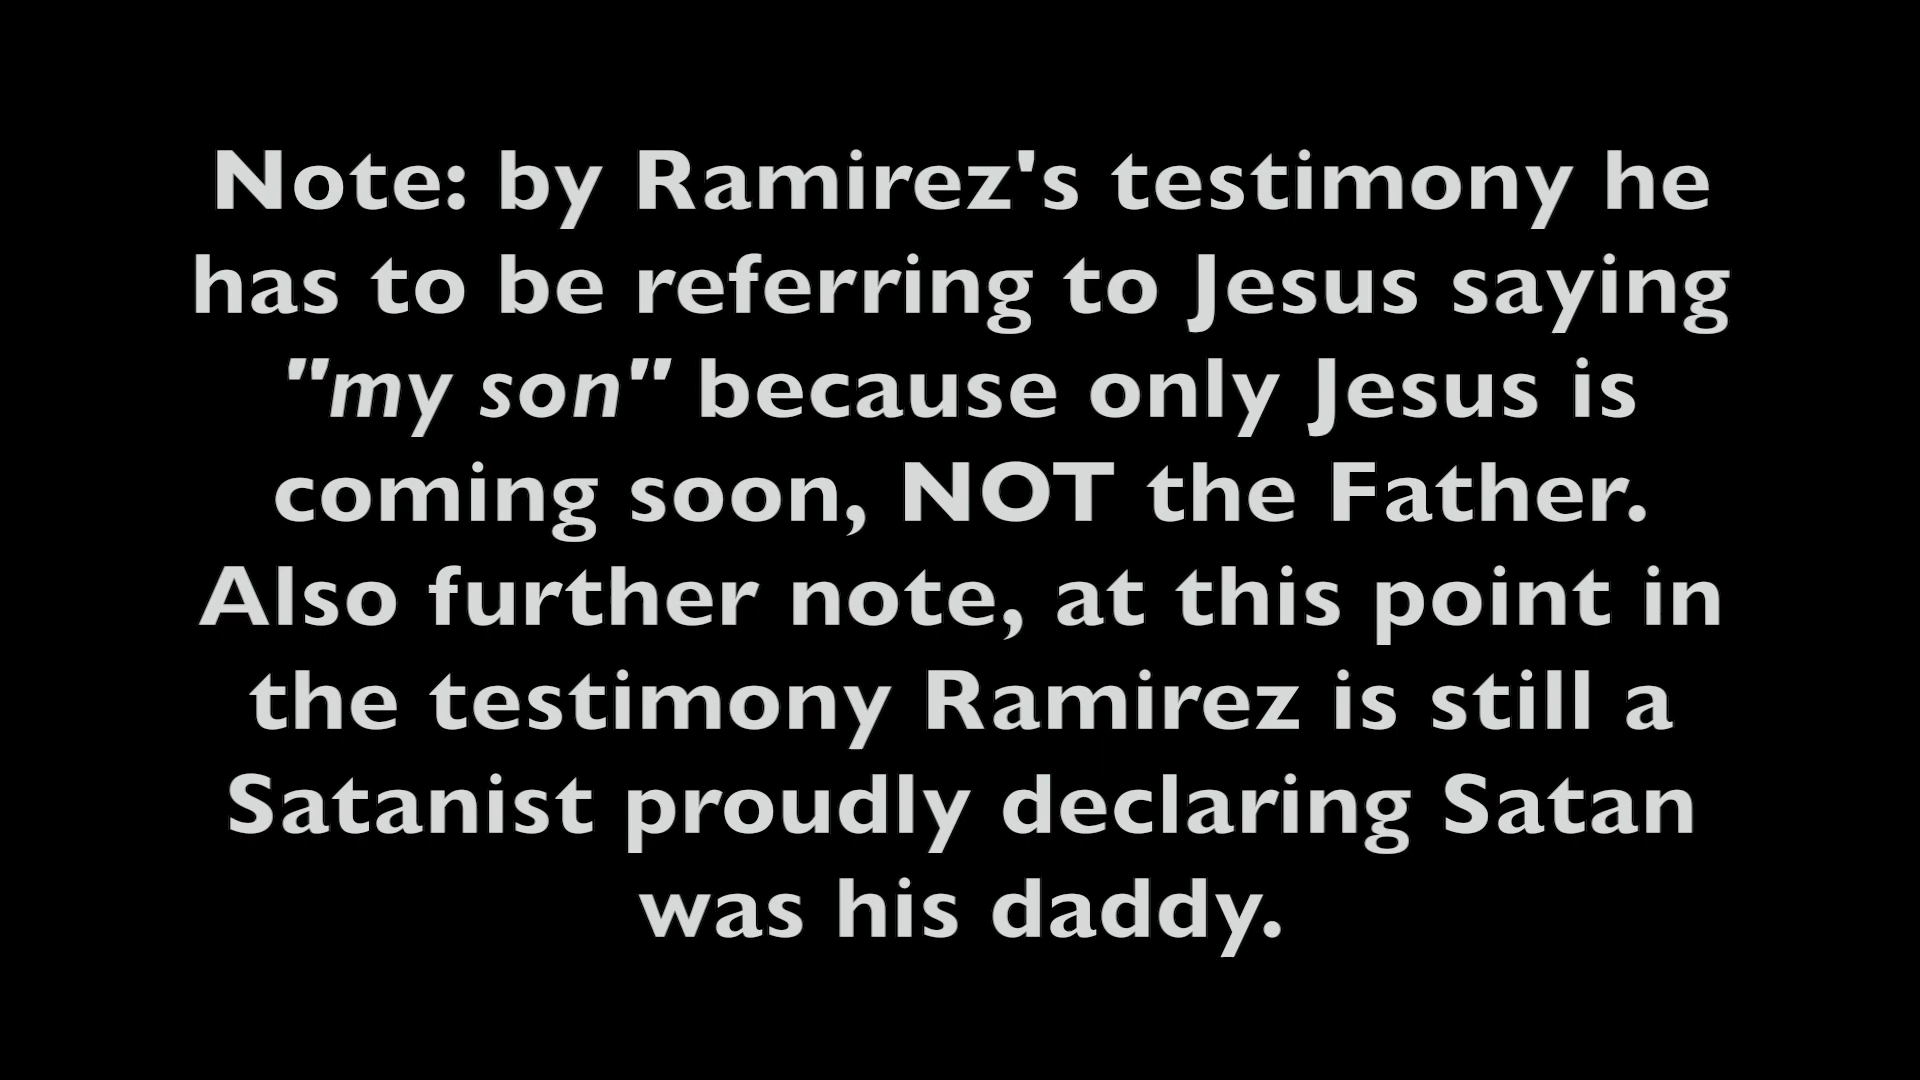 Note: by Ramirez's testimony he
has to be referring to Jesus saying
"my son" because only Jesus is
coming soon, NOT the Father.
Also further note, at this point in
the testimony Ramirez is still a
Satanist proudly declaring Satan
was his daddy.